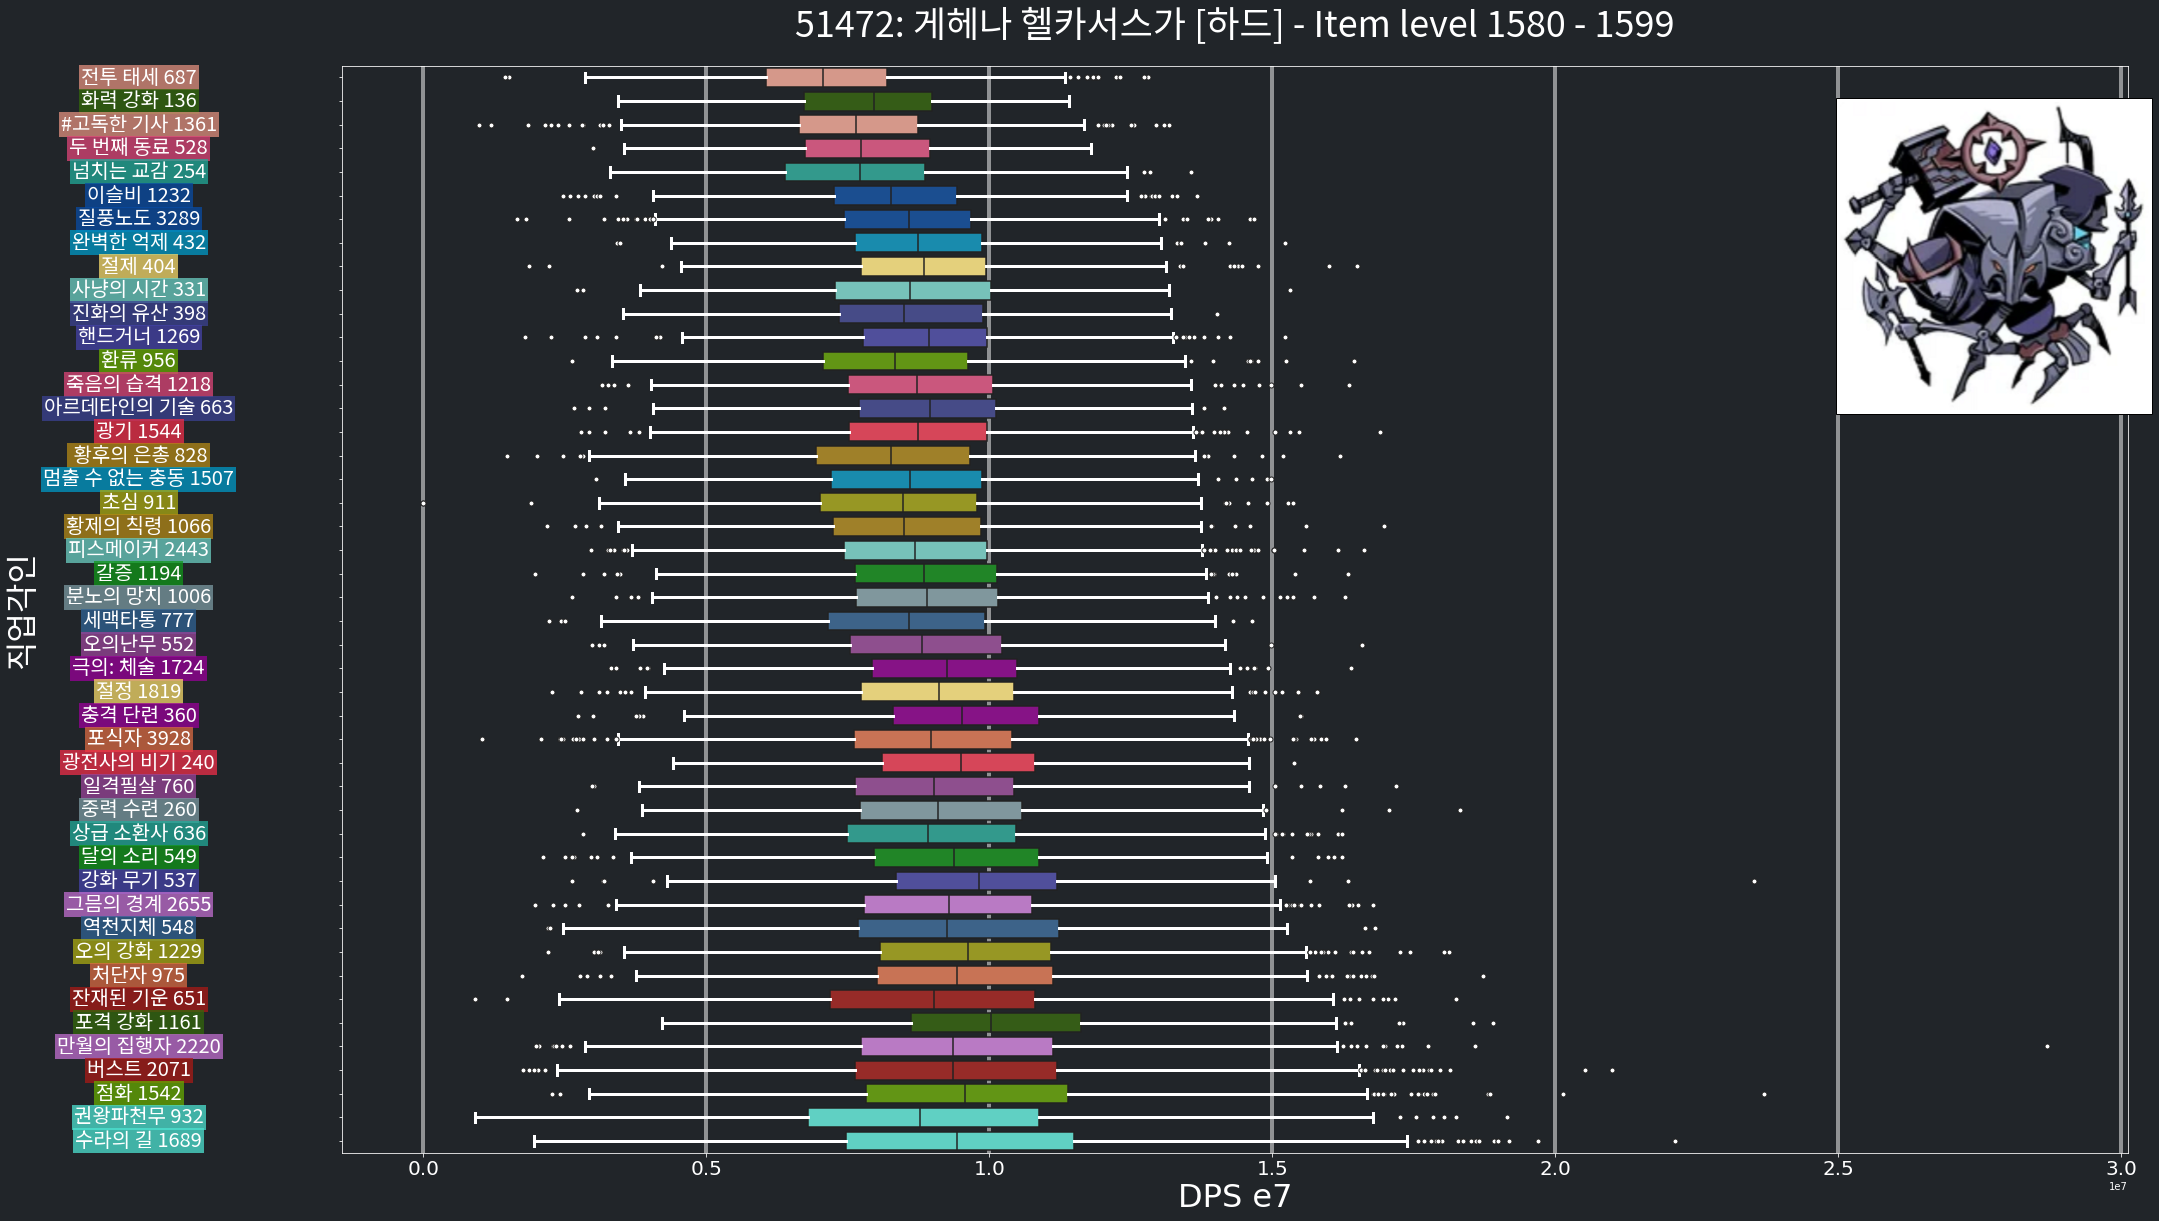 51472: 게헤나 헬카서스가 [하드] - Item level 1580 - 1599
직업각인
전투 태세 687
화력 강화 136
#고독한 기사 1361
두 번째 동료 528
넘치는 교감 254
이슬비 1232
질풍노도 3289
완벽한 억제 432
절제 404
사냥의 시간 331
진화의 유산 398
핸드거너 1269
환류 956
죽음의 습격 1218
아르데타인의 기술 663
광기 1544
황후의 은총 828
멈출 수 없는 충동 1507
초심 911
황제의 칙령 1066
피스메이커 2443
갈증 1194
분노의 망치 1006
세맥타통 777
오의난무 552
극의: 체술 1724
절정 1819
충격 단련 360
포식자 3928
광전사의 비기 240
일격필살 760
중력 수련 260
상급 소환사 636
달의 소리 549
강화 무기 537
그믐의 경계 2655
역천지체 548
오의 강화 1229
처단자 975
잔재된 기운 651
포격 강화 1161
만월의 집행자 2220
버스트 2071
점화 1542
권왕파천무 932
수라의 길 1689
0.0 0.5 1.0 1.5 2.0 2.5 3.0
1e7
DPS e7